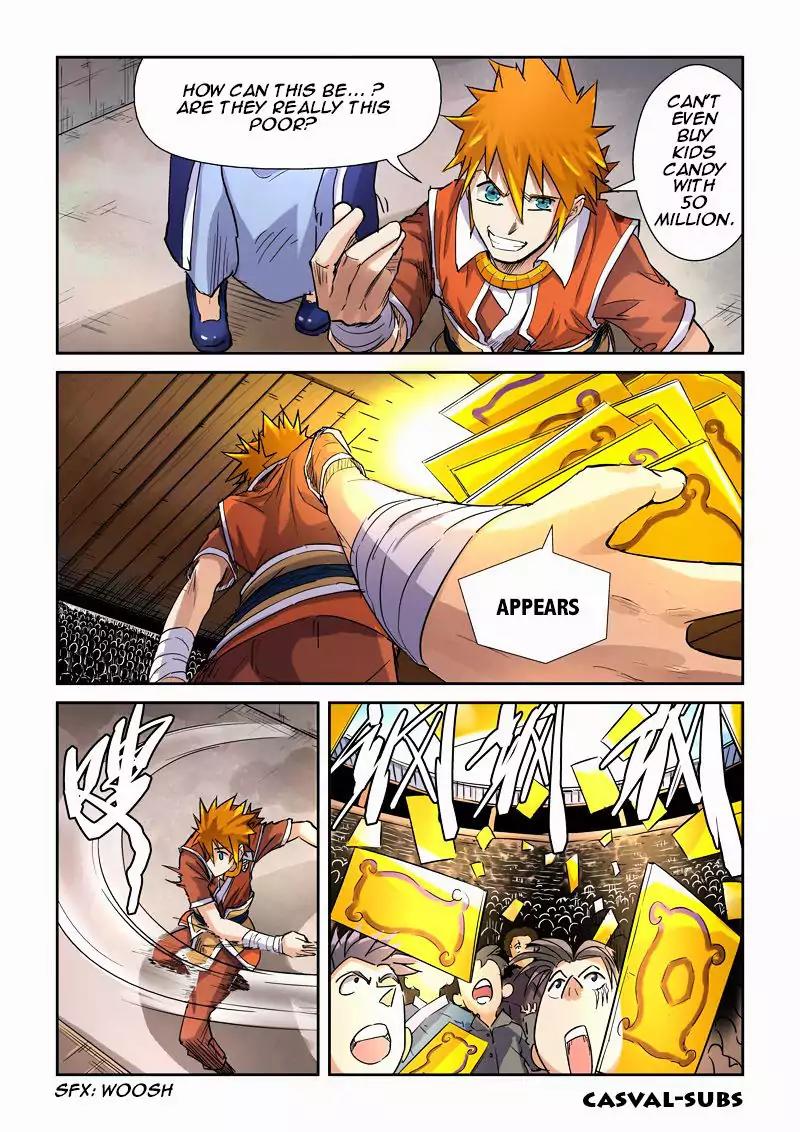 HOW CAN THIS BE... ?
ARE THEY REALLY THIS
POOR?
CAN'T
EVEN
BUY
KIDS
CANDY
WITH
50
MILLION.
APPEARS
SFX: WOOSH
CASVAL-SUBS